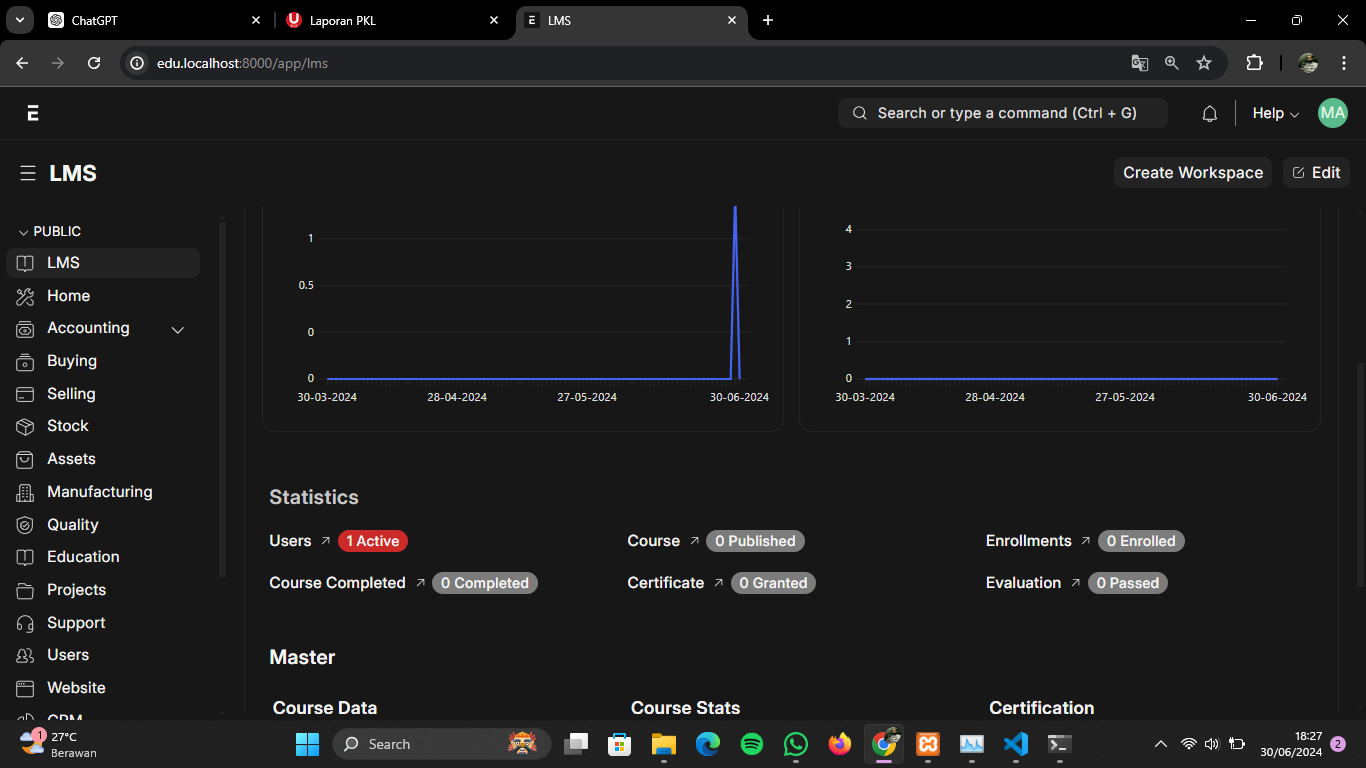 ChatGPT
Laporan PKL
LMS
edu.localhost:8000/app/lms
Search or type a command (Ctrl + G)
Help
MA
LMS
Create Workspace
Edit
PUBLIC
LMS
Home
Accounting
Buying
Selling
Stock
Assets
Manufacturing
Quality
Education
Projects
Support
Users
Website
CRM
1
0.5
0
0
30-03-2024
28-04-2024
27-05-2024
30-06-2024
4
3
2
1
0
30-03-2024
28-04-2024
27-05-2024
30-06-2024
Statistics
Users 1 Active
Course 0 Published
Enrollments 0 Enrolled
Course Completed 0 Completed
Certificate 0 Granted
Evaluation 0 Passed
Master
Course Data
Course Stats
Certification
1
27°C
Berawan
Search
18:27
30/06/2024
2